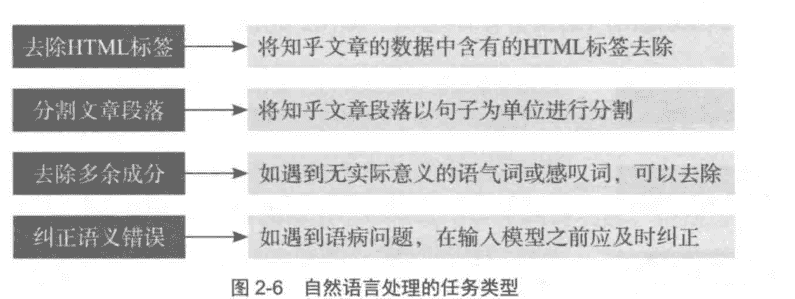 去除HTML标签 将知乎文章的数据中含有的HTML标签去除
分割文章段落 将知乎文章段落以句子为单位进行分割
去除多余成分 如遇到无实际意义的语气词或感叹词，可以去除
纠正语义错误 如遇到语病问题，在输入模型之前应及时纠正
图 2-6 自然语言处理的任务类型